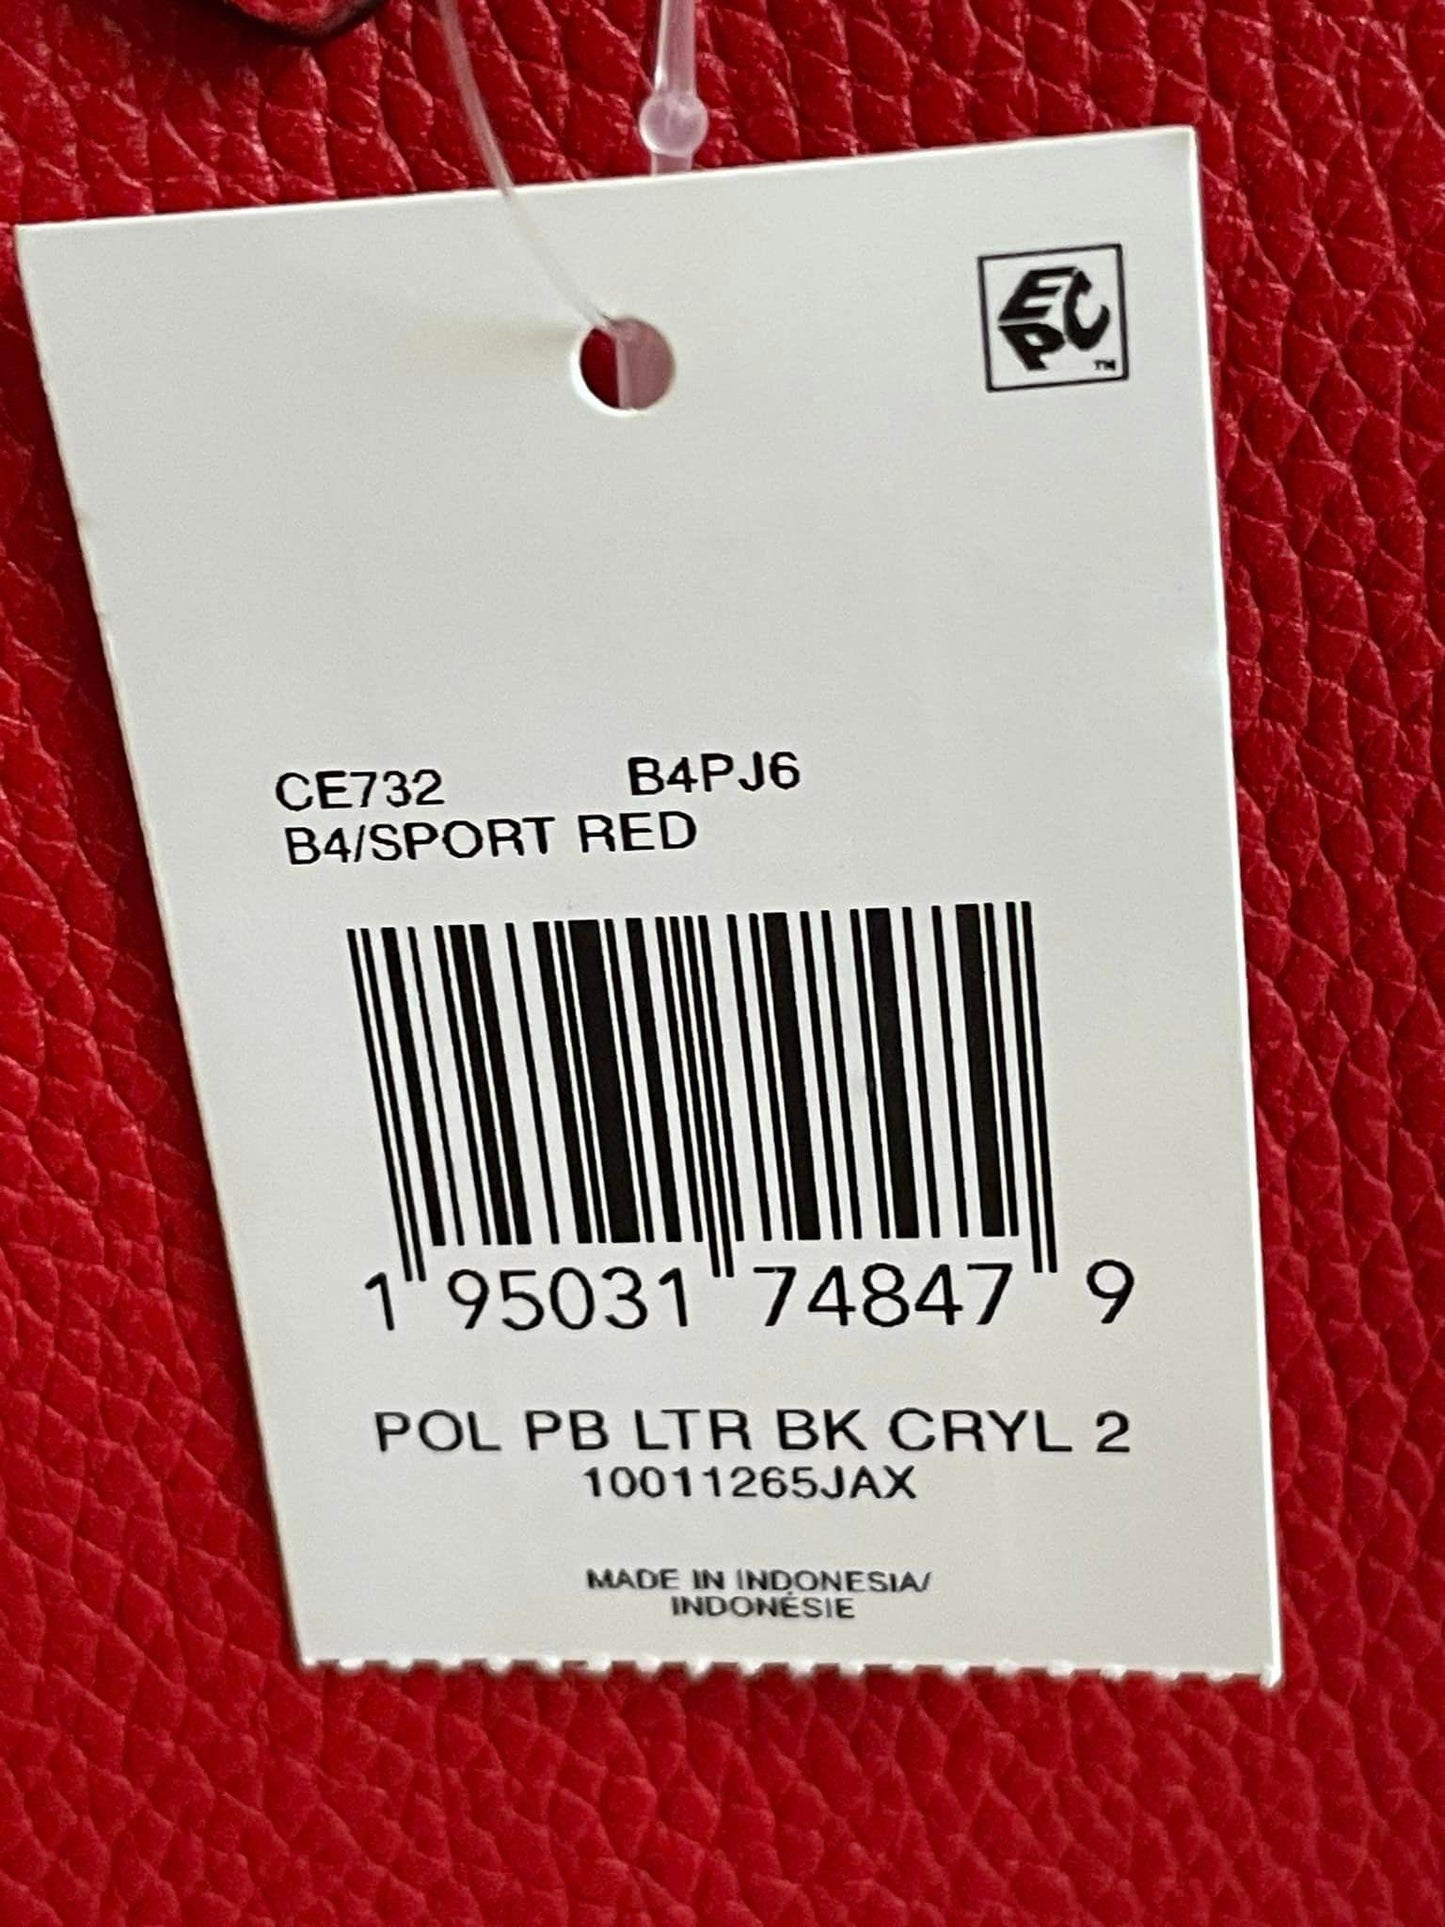 EPC™
CE732 B4PJ6
B4/SPORT RED
1 95031 74847 9
POL PB LTR BK CRYL 2
10011265JAX
MADE IN INDONESIA/
INDONÉSIE